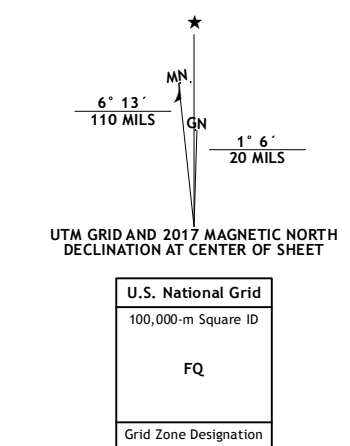 MN
6° 13´
110 MILS
GN
1° 6´
20 MILS
UTM GRID AND 2017 MAGNETIC NORTH
DECLINATION AT CENTER OF SHEET
U.S. National Grid
100,000-m Square ID
FQ
Grid Zone Designation